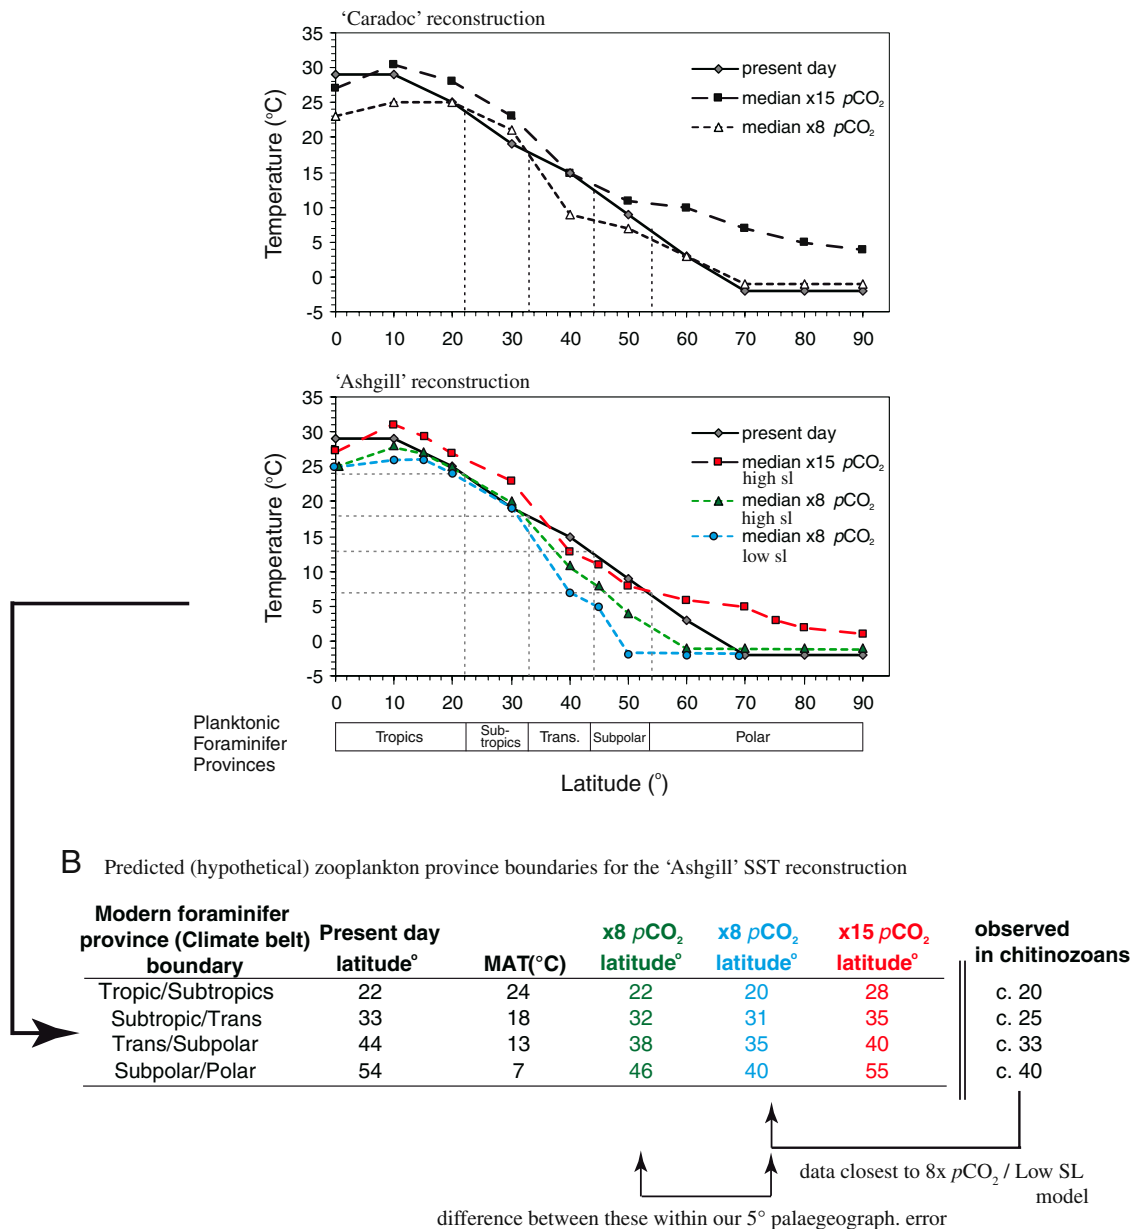 'Caradoc' reconstruction
35
30
25
20
15
10
5
0
-5
Temperature (°C)
present day
median x15 pCO2
median x8 pCO2
0 10 20 30 40 50 60 70 80 90
'Ashgill' reconstruction
35
30
25
20
15
10
5
0
-5
Temperature (°C)
present day
median x15 pCO2
high sl
median x8 pCO2
high sl
median x8 pCO2
low sl
0 10 20 30 40 50 60 70 80 90
Planktonic
Foraminifer
Provinces
Tropics
Sub-
tropics
Trans.
Subpolar
Polar
Latitude (°)
B Predicted (hypothetical) zooplankton province boundaries for the 'Ashgill' SST reconstruction
Modern foraminifer
province (Climate belt)
boundary
Present day
latitude°
MAT(°C)
x8 pCO2
latitude°
x8 pCO2
latitude°
x15 pCO2
latitude°
observed
in chitinozoans
Tropic/Subtropics 22 24 22 20 28 c. 20
Subtropic/Trans 33 18 32 31 35 c. 25
Trans/Subpolar 44 13 38 35 40 c. 33
Subpolar/Polar 54 7 46 40 55 c. 40
data closest to 8x pCO2 / Low SL
model
difference between these within our 5° palaegeograph. error